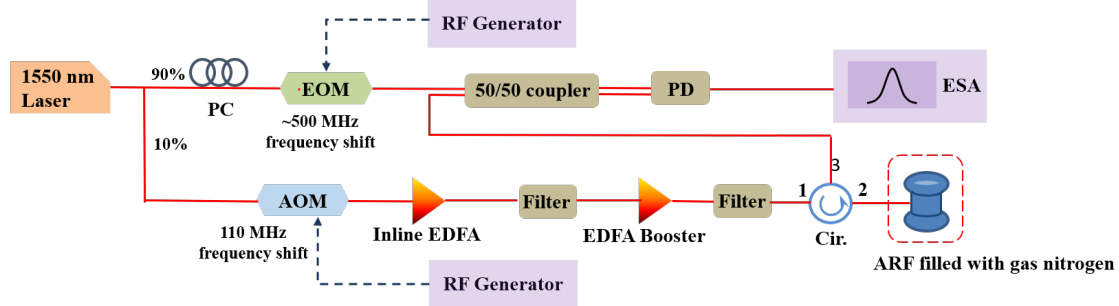 RF Generator
1550 nm
Laser
90%
PC
EOM
50/50 coupler
PD
ESA
~500 MHz
frequency shift
10%
3
1
2
AOM
Filter
Filter
Inline EDFA
EDFA Booster
Cir.
110 MHz
frequency shift
ARF filled with gas nitrogen
RF Generator